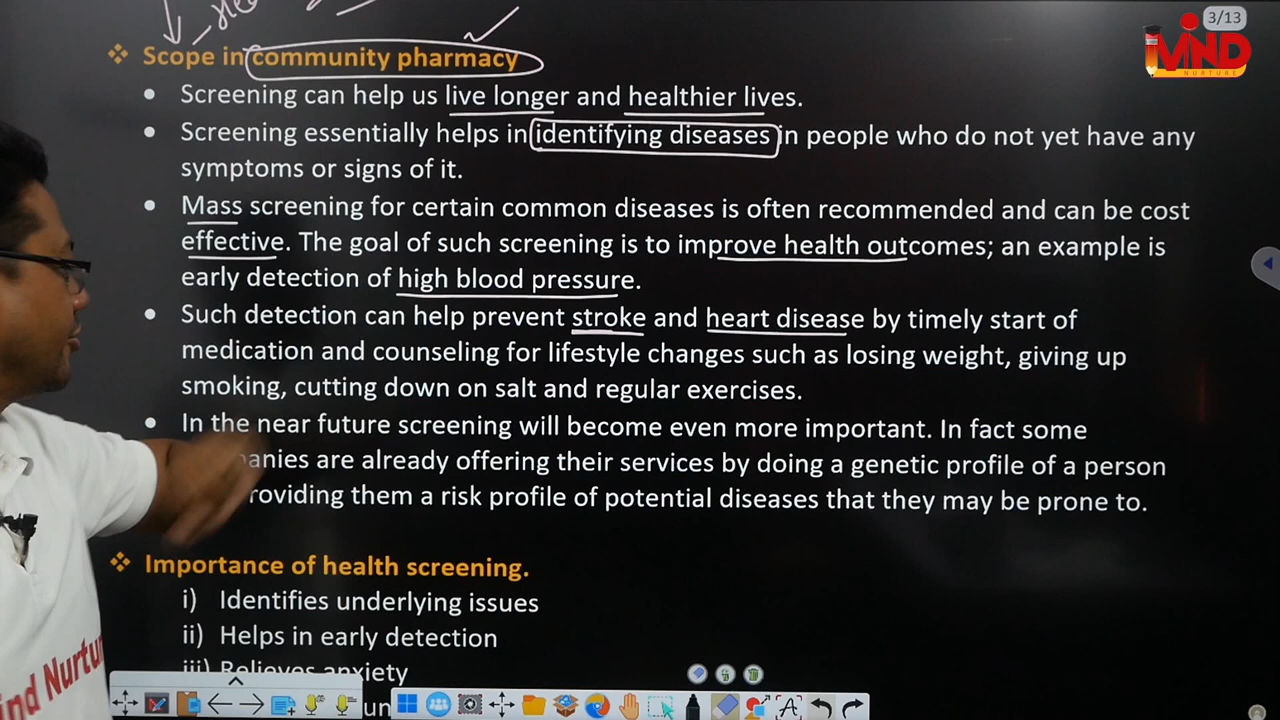 3/13
MIND
NURTURE
❖ Scope in community pharmacy
• Screening can help us live longer and healthier lives.
• Screening essentially helps in identifying diseases in people who do not yet have any
symptoms or signs of it.
• Mass screening for certain common diseases is often recommended and can be cost
effective. The goal of such screening is to improve health outcomes; an example is
early detection of high blood pressure.
• Such detection can help prevent stroke and heart disease by timely start of
medication and counseling for lifestyle changes such as losing weight, giving up
smoking, cutting down on salt and regular exercises.
• In the near future screening will become even more important. In fact some
anies are already offering their services by doing a genetic profile of a person
roviding them a risk profile of potential diseases that they may be prone to.
❖ Importance of health screening.
i) Identifies underlying issues
ii) Helps in early detection
iii) Relieves anxiety
ind Nurtu